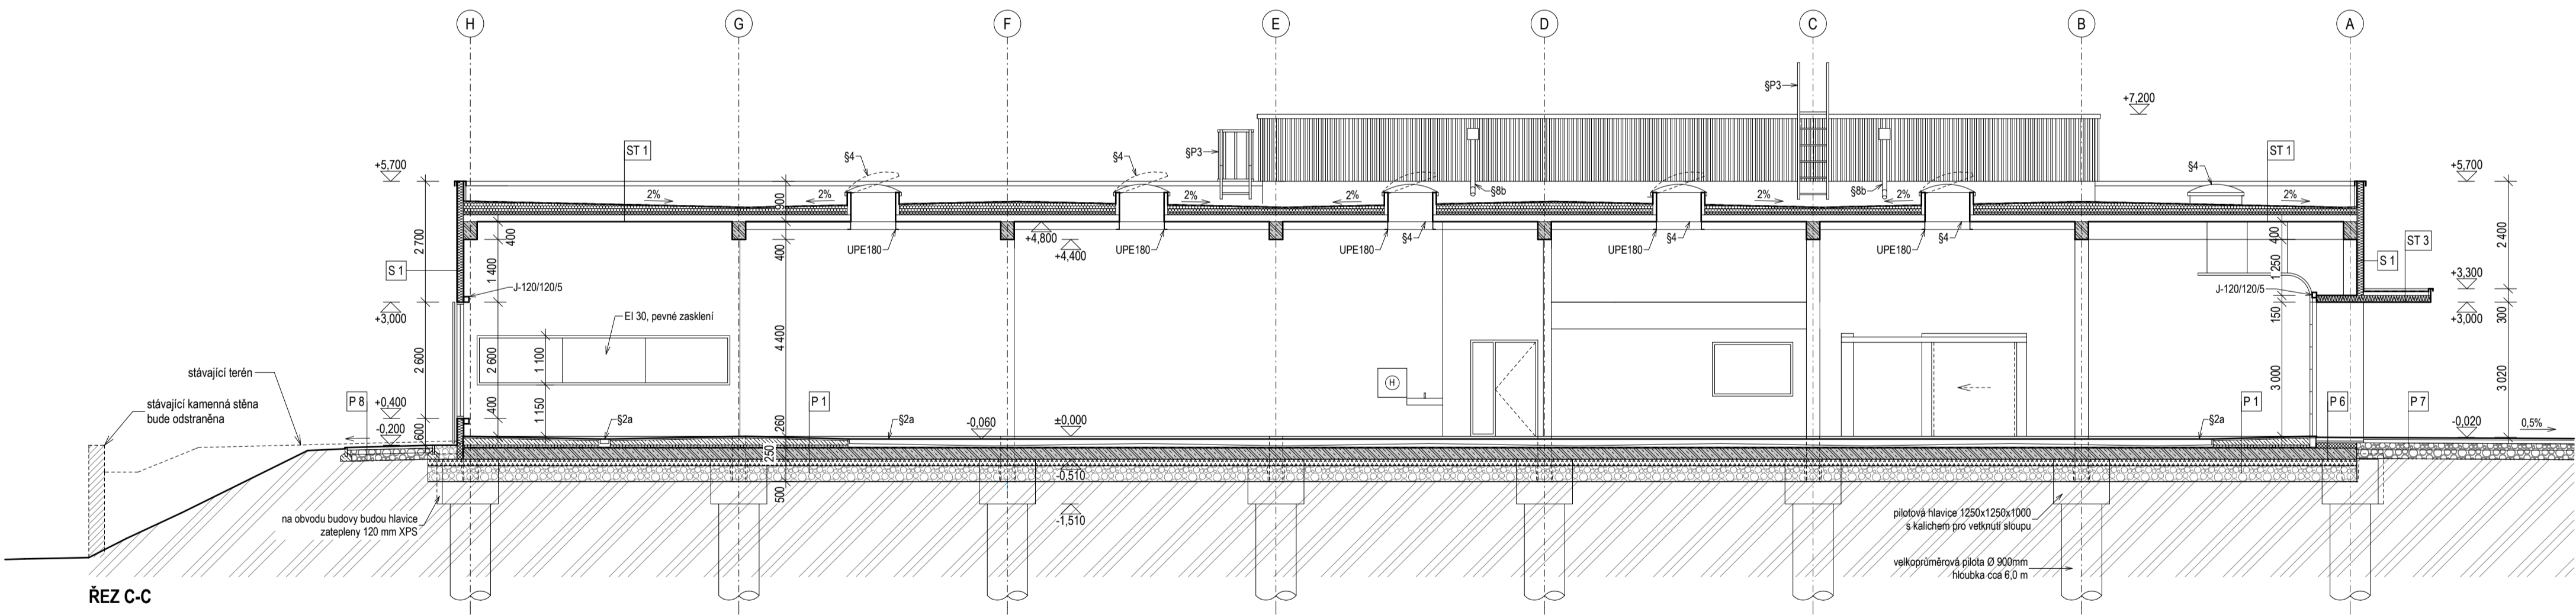 H
G
F
E
D
C
B
A
§P3
+7,200
+5,700
ST 1
§4
§4
§P3
§8b
§8b
§4
ST 1
+5,700
2%
2%
2%
2%
2%
2%
2%
2%
2%
900
2 700
400
400
+4,800
+4,400
UPE180
UPE180
UPE180
§4
UPE180
§4
UPE180
§4
400
2 400
ST 3
S 1
1 400
1 250
S 1
+3,300
J-120/120/5
J-120/120/5
+3,000
EI 30, pevné zasklení
150
300
+3,000
4 400
2 600
2 600
1 100
stávající terén
H
3 000
3 020
stávající kamenná stěna
bude odstraněna
P 8
+0,400
400
1 150
P 1
P 1
P 6
P 7
-0,200
600
§2a
260
§2a
-0,060
±0,000
§2a
-0,020
0,5%
250
-0,510
500
-1,510
na obvodu budovy budou hlavice
zatepleny 120 mm XPS
pilotová hlavice 1250x1250x1000
s kalichem pro vetknutí sloupu
velkoprůměrová pilota Ø 900mm
hloubka cca 6,0 m
ŘEZ C-C